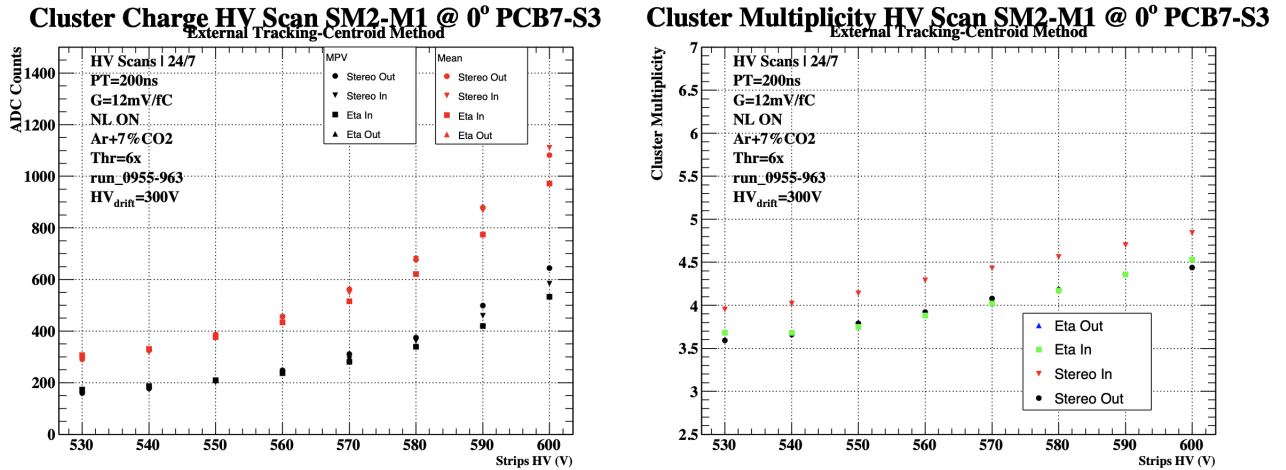 Cluster Charge HV Scan SM2-M1 @ 0° PCB7-S3
External Tracking-Centroid Method
ADC Counts
1400
1200
1000
800
600
400
200
0
HV Scans | 24/7
PT=200ns
G=12mV/fC
NL ON
Ar+7%CO2
Thr=6x
run_0955-963
HVdrift=300V
MPV
Stereo Out
Stereo In
Eta In
Eta Out
Mean
Stereo Out
Stereo In
Eta In
Eta Out
530 540 550 560 570 580 590 600
Strips HV (V)
Cluster Multiplicity HV Scan SM2-M1 @ 0° PCB7-S3
External Tracking-Centroid Method
Cluster Multiplicity
7
6.5
6
5.5
5
4.5
4
3.5
3
2.5
HV Scans | 24/7
PT=200ns
G=12mV/fC
NL ON
Ar+7%CO2
Thr=6x
run_0955-963
HVdrift=300V
Eta Out
Eta In
Stereo In
Stereo Out
530 540 550 560 570 580 590 600
Strips HV (V)